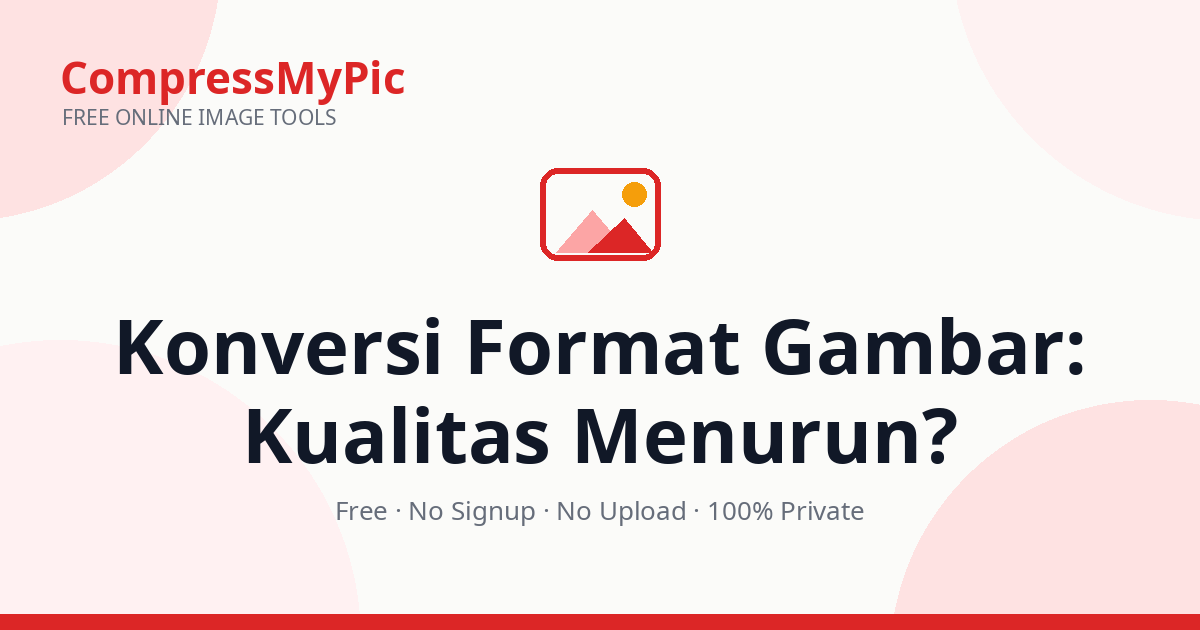 CompressMyPic
FREE ONLINE IMAGE TOOLS
Konversi Format Gambar:
Kualitas Menurun?
Free · No Signup · No Upload · 100% Private